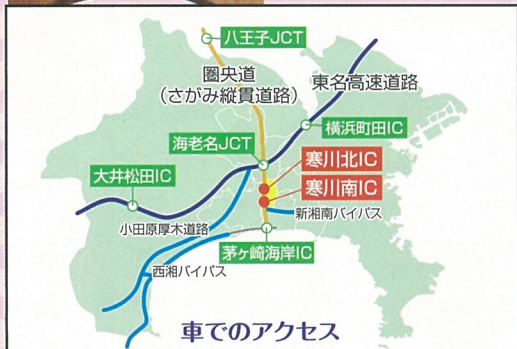 八王子JCT
圏央道
（さがみ縦貫道路）
東名高速道路
横浜町田IC
海老名JCT
寒川北IC
大井松田IC
寒川南IC
新湘南バイパス
小田原厚木道路
茅ヶ崎海岸IC
西湘バイパス
車でのアクセス